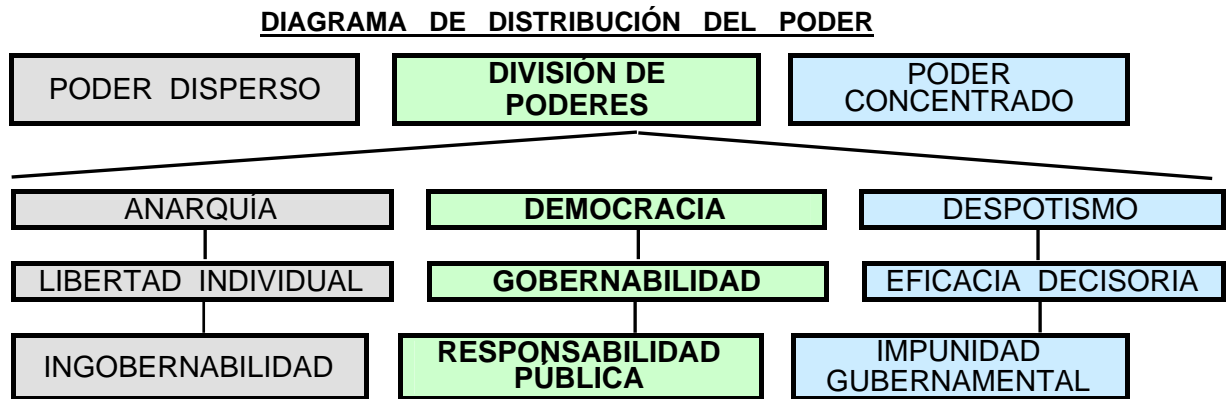 DIAGRAMA DE DISTRIBUCIÓN DEL PODER
PODER DISPERSO
DIVISIÓN DE
PODERES
PODER
CONCENTRADO
ANARQUÍA
DEMOCRACIA
DESPOTISMO
LIBERTAD INDIVIDUAL
GOBERNABILIDAD
EFICACIA DECISORIA
INGOBERNABILIDAD
RESPONSABILIDAD
PÚBLICA
IMPUNIDAD
GUBERNAMENTAL